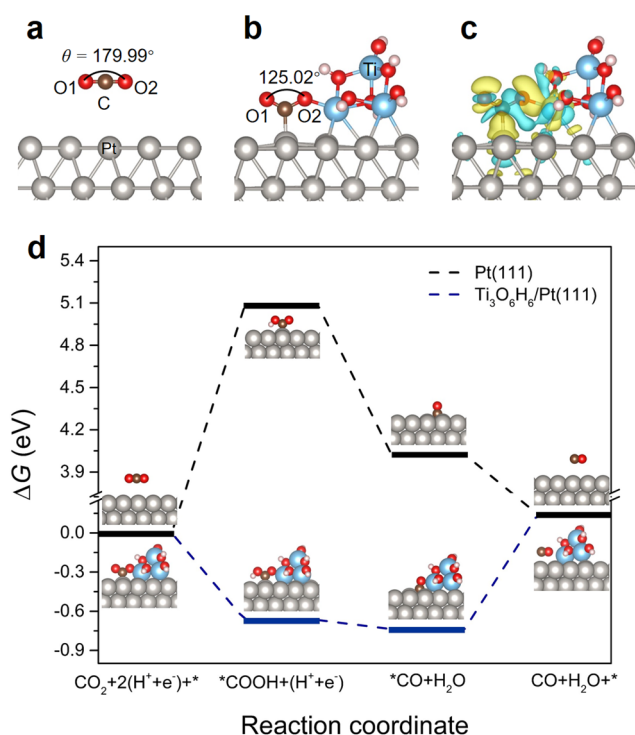 a
b
c
θ = 179.99°
O1
O2
C
Pt
125.02°
O1
O2
Ti
d
5.4
5.1
4.8
4.5
4.2
3.9
0.0
-0.3
-0.6
-0.9
ΔG (eV)
Pt(111)
Ti₃O₆H₆/Pt(111)
CO₂+2(H⁺+e⁻)+*
*COOH+(H⁺+e⁻)
*CO+H₂O
CO+H₂O+*
Reaction coordinate